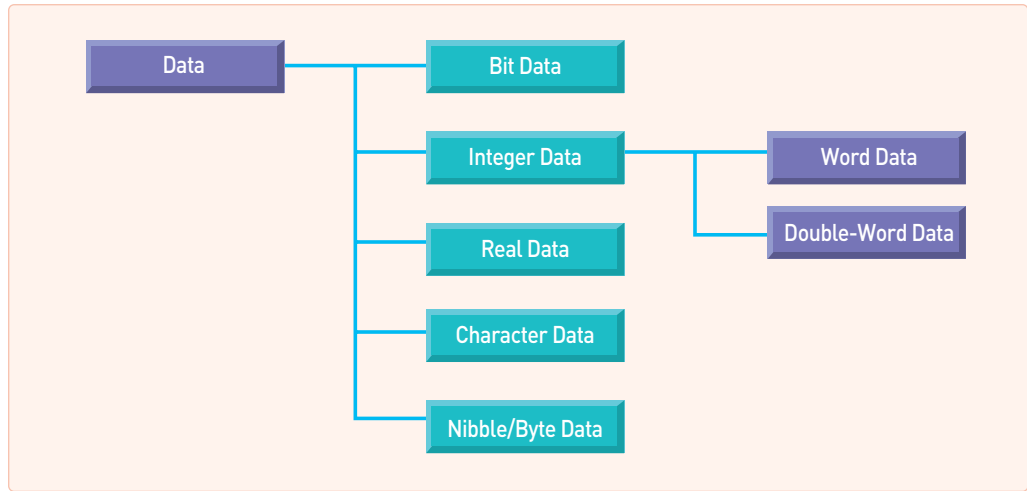 Data
Bit Data
Integer Data
Word Data
Double-Word Data
Real Data
Character Data
Nibble/Byte Data